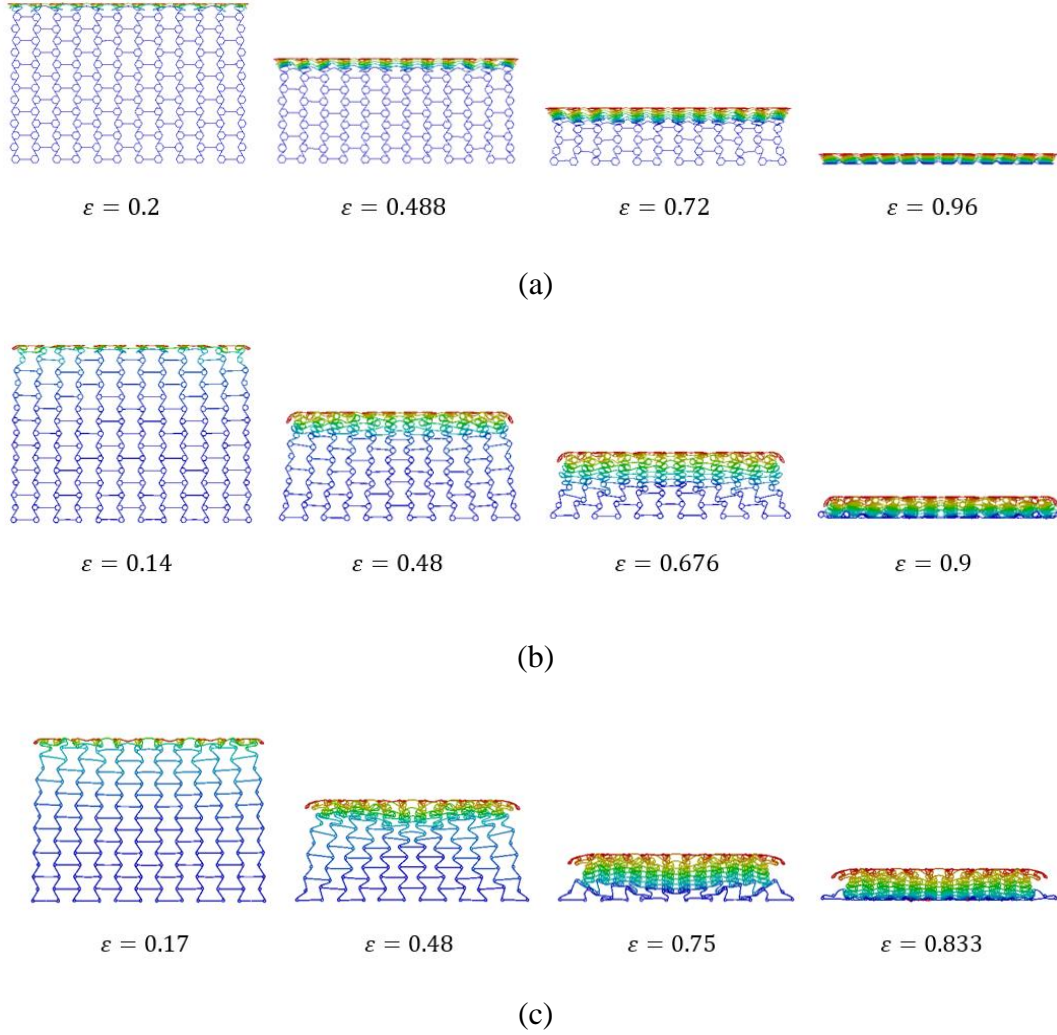 ε = 0.2 ε = 0.488 ε = 0.72 ε = 0.96
(a)
ε = 0.14 ε = 0.48 ε = 0.676 ε = 0.9
(b)
ε = 0.17 ε = 0.48 ε = 0.75 ε = 0.833
(c)